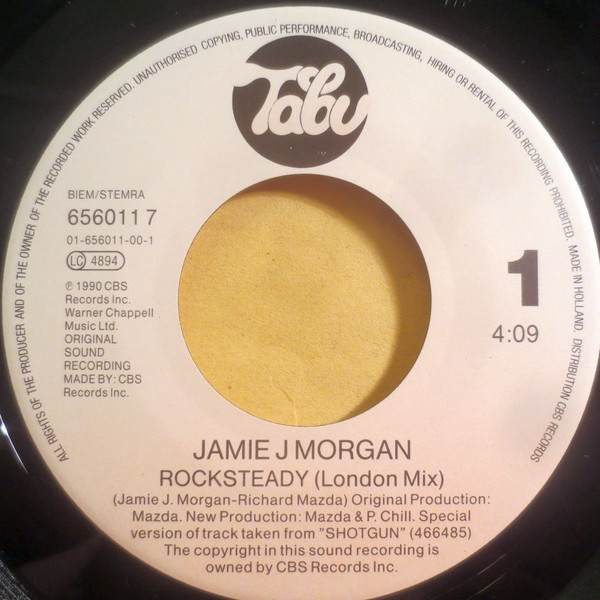 ALL RIGHTS OF THE PRODUCER AND OF THE OWNER OF THE RECORDED WORK RESERVED. UNAUTHORISED COPYING, PUBLIC PERFORMANCE, BROADCASTING, HIRING OR RENTAL OF THIS RECORDING PROHIBITED. MADE IN HOLLAND. DISTRIBUTION CBS RECORDS
Tabu
BIEM/STEMRA
656011 7
01-656011-00-1
LC 4894
℗ 1990 CBS
Records Inc.
Warner Chappell
Music Ltd.
ORIGINAL
SOUND
RECORDING
MADE BY: CBS
Records Inc.
1
4:09
JAMIE J MORGAN
ROCKSTEADY (London Mix)
(Jamie J. Morgan-Richard Mazda) Original Production:
Mazda. New Production: Mazda & P. Chill. Special
version of track taken from "SHOTGUN" (466485)
The copyright in this sound recording is
owned by CBS Records Inc.